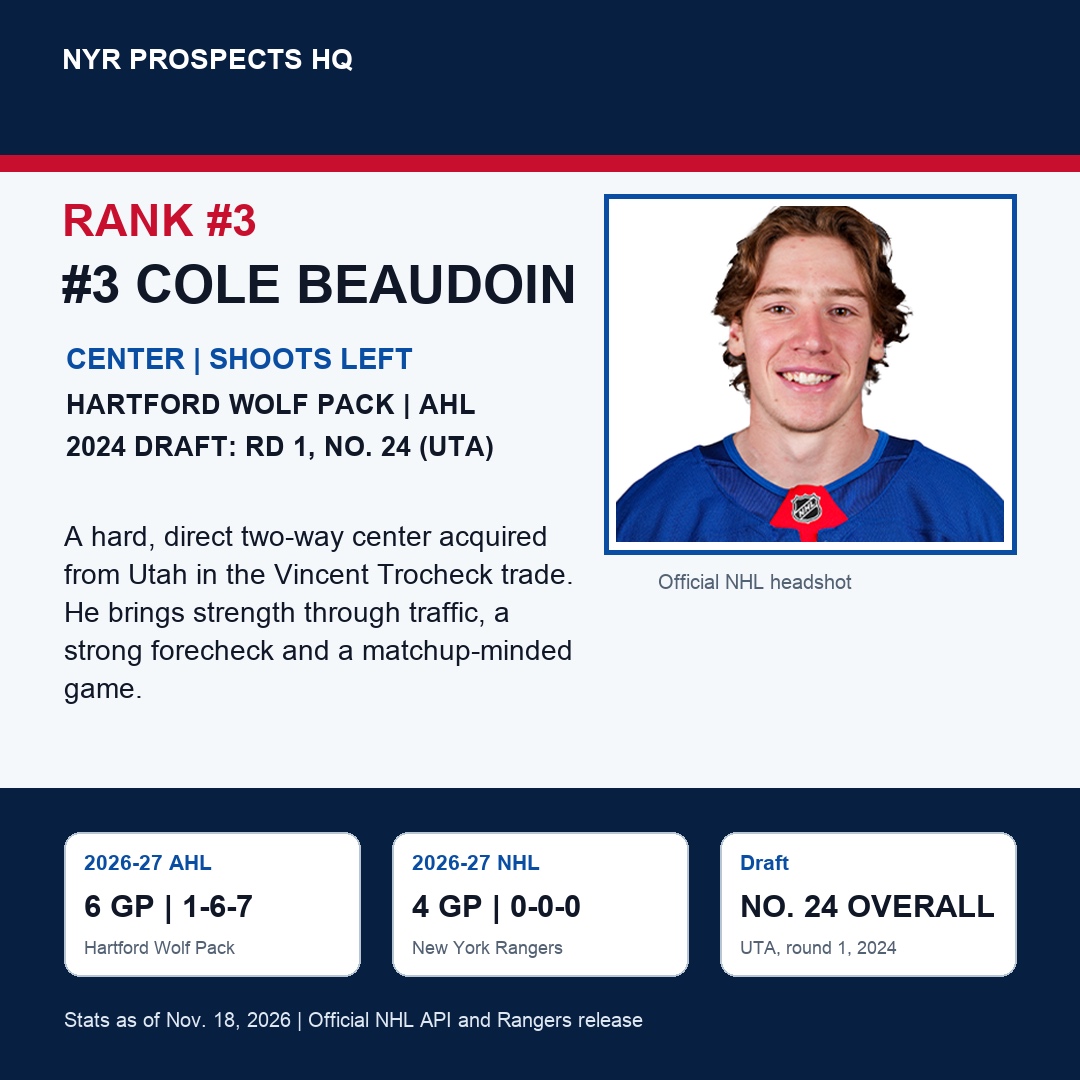 NYR PROSPECTS HQ
RANK #3
#3 COLE BEAUDOIN
CENTER | SHOOTS LEFT
HARTFORD WOLF PACK | AHL
2024 DRAFT: RD 1, NO. 24 (UTA)
A hard, direct two-way center acquired
from Utah in the Vincent Trocheck trade.
He brings strength through traffic, a
strong forecheck and a matchup-minded
game.
NHL
Official NHL headshot
2026-27 AHL
6 GP | 1-6-7
Hartford Wolf Pack
2026-27 NHL
4 GP | 0-0-0
New York Rangers
Draft
NO. 24 OVERALL
UTA, round 1, 2024
Stats as of Nov. 18, 2026 | Official NHL API and Rangers release